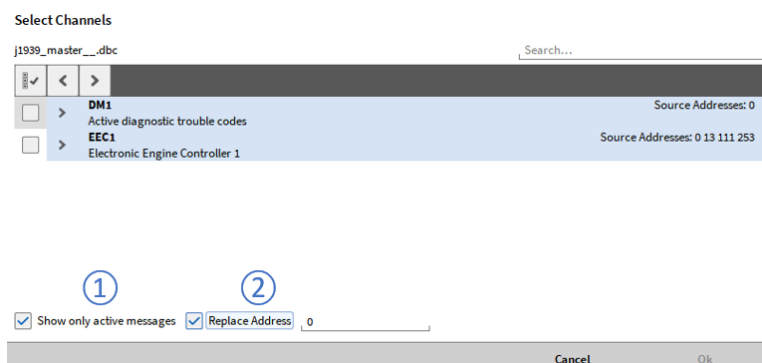 Select Channels
j1939_master__.dbc
Search...
DM1
Source Addresses: 0
Active diagnostic trouble codes
EEC1
Source Addresses: 0 13 111 253
Electronic Engine Controller 1
1
2
Show only active messages
Replace Address
0
Cancel
Ok